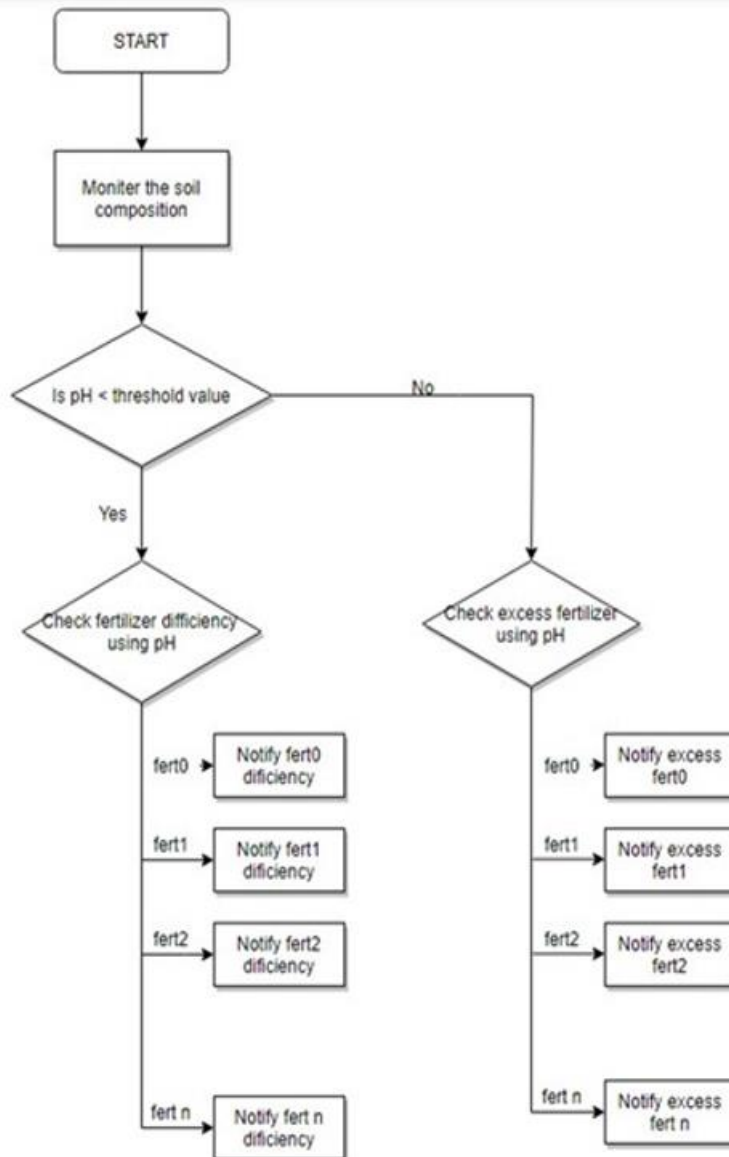 START
Moniter the soil
composition
Is pH < threshold value
No
Yes
Check fertilizer difficiency
using pH
Check excess fertilizer
using pH
fert0
Notify fert0
dificiency
fert1
Notify fert1
dificiency
fert2
Notify fert2
dificiency
fert n
Notify fert n
dificiency
fert0
Notify excess
fert0
fert1
Notify excess
fert1
fert2
Notify excess
fert2
fert n
Notify excess
fert n